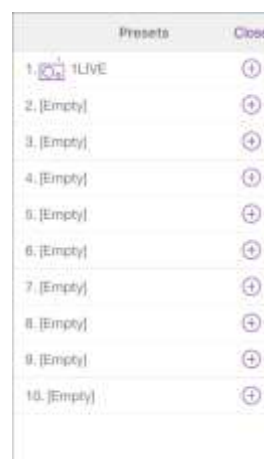 Presets Close
1. 1LIVE
2. [Empty]
3. [Empty]
4. [Empty]
5. [Empty]
6. [Empty]
7. [Empty]
8. [Empty]
9. [Empty]
10. [Empty]